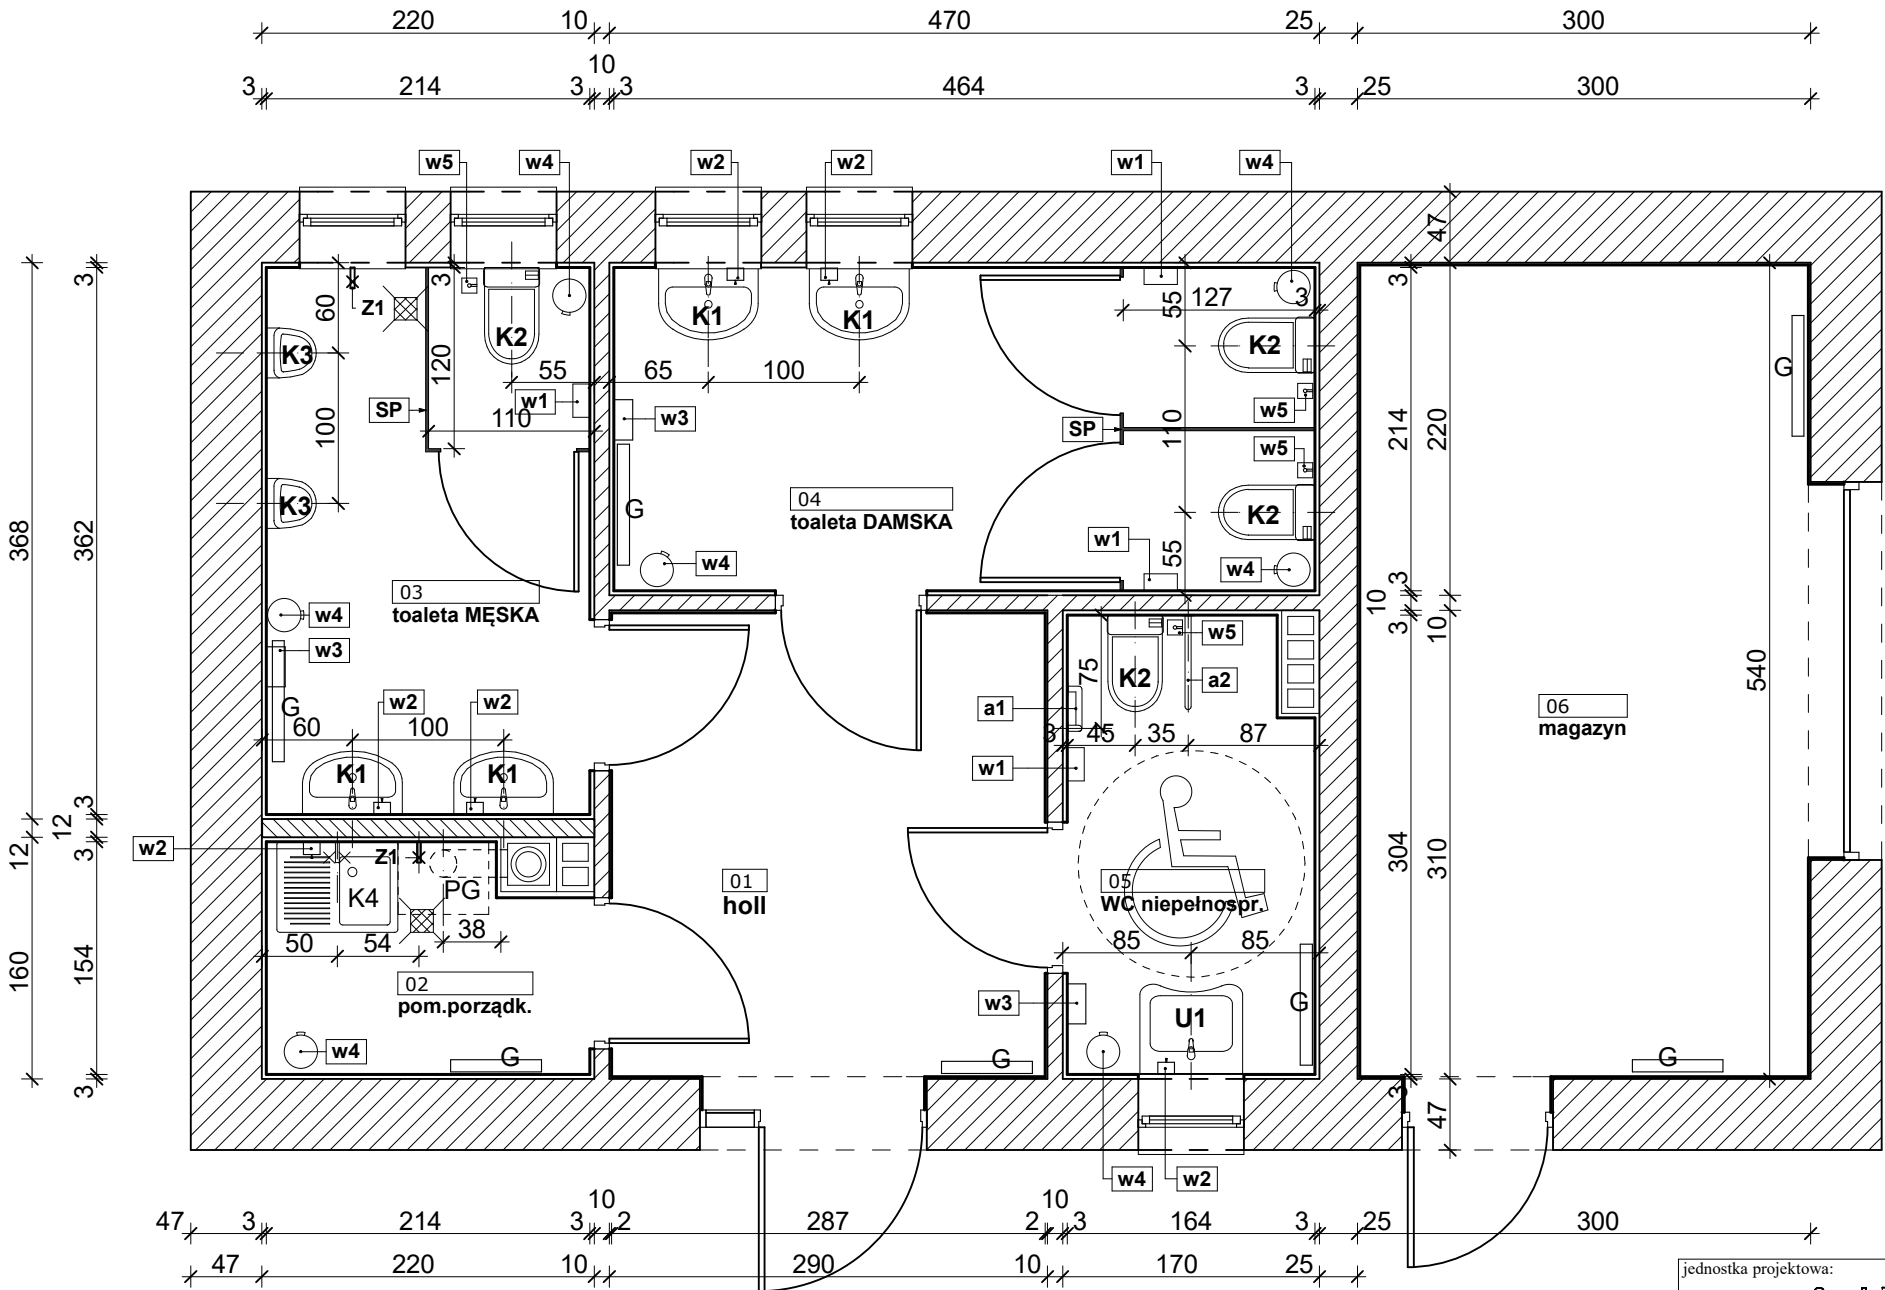 220 10 470 25 300
10
3 214 3 3 464 3 25 300
w5 w4 w2 w2 w1 w4
47
3 3 55 127 3 3
60 Z1 K2 K1 K1 K2
K3
120 55 65 100 G
SP w1 w3 w5
100 110 SP 110 214 220
w5
K3 G 04 K2
toaleta DAMSKA
368 362 w1 55 w4
w4
03 3
toaleta MĘSKA 10
w4 w5 3 10
w3 75 K2 a2 540
G w2 w2 a1 06
60 100 3 45 35 87 magazyn
K1 K1 w1
3
12 12
w2 3 Z1 304 310
K4 PG 01 05
holl WC niepełnospr.
50 54 38 85 85
160 154 02
pom.porządk. w3 U1 G
w4 G G G
3 3
47
w4 w2
10 10
47 3 214 3 2 287 2 3 164 3 25 300
47 220 10 290 10 170 25
jednostka projektowa: